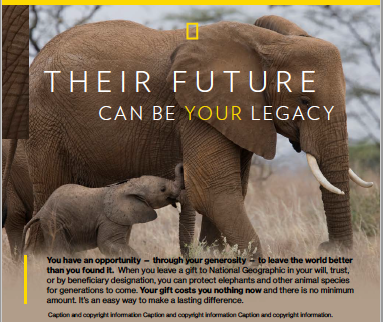 THEIR FUTURE
CAN BE YOUR LEGACY
You have an opportunity – through your generosity – to leave the world better
than you found it. When you leave a gift to National Geographic in your will, trust,
or by beneficiary designation, you can protect elephants and other animal species
for generations to come. Your gift costs you nothing now and there is no minimum
amount. It's an easy way to make a lasting difference.
Caption and copyright information Caption and copyright information Caption and copyright information.